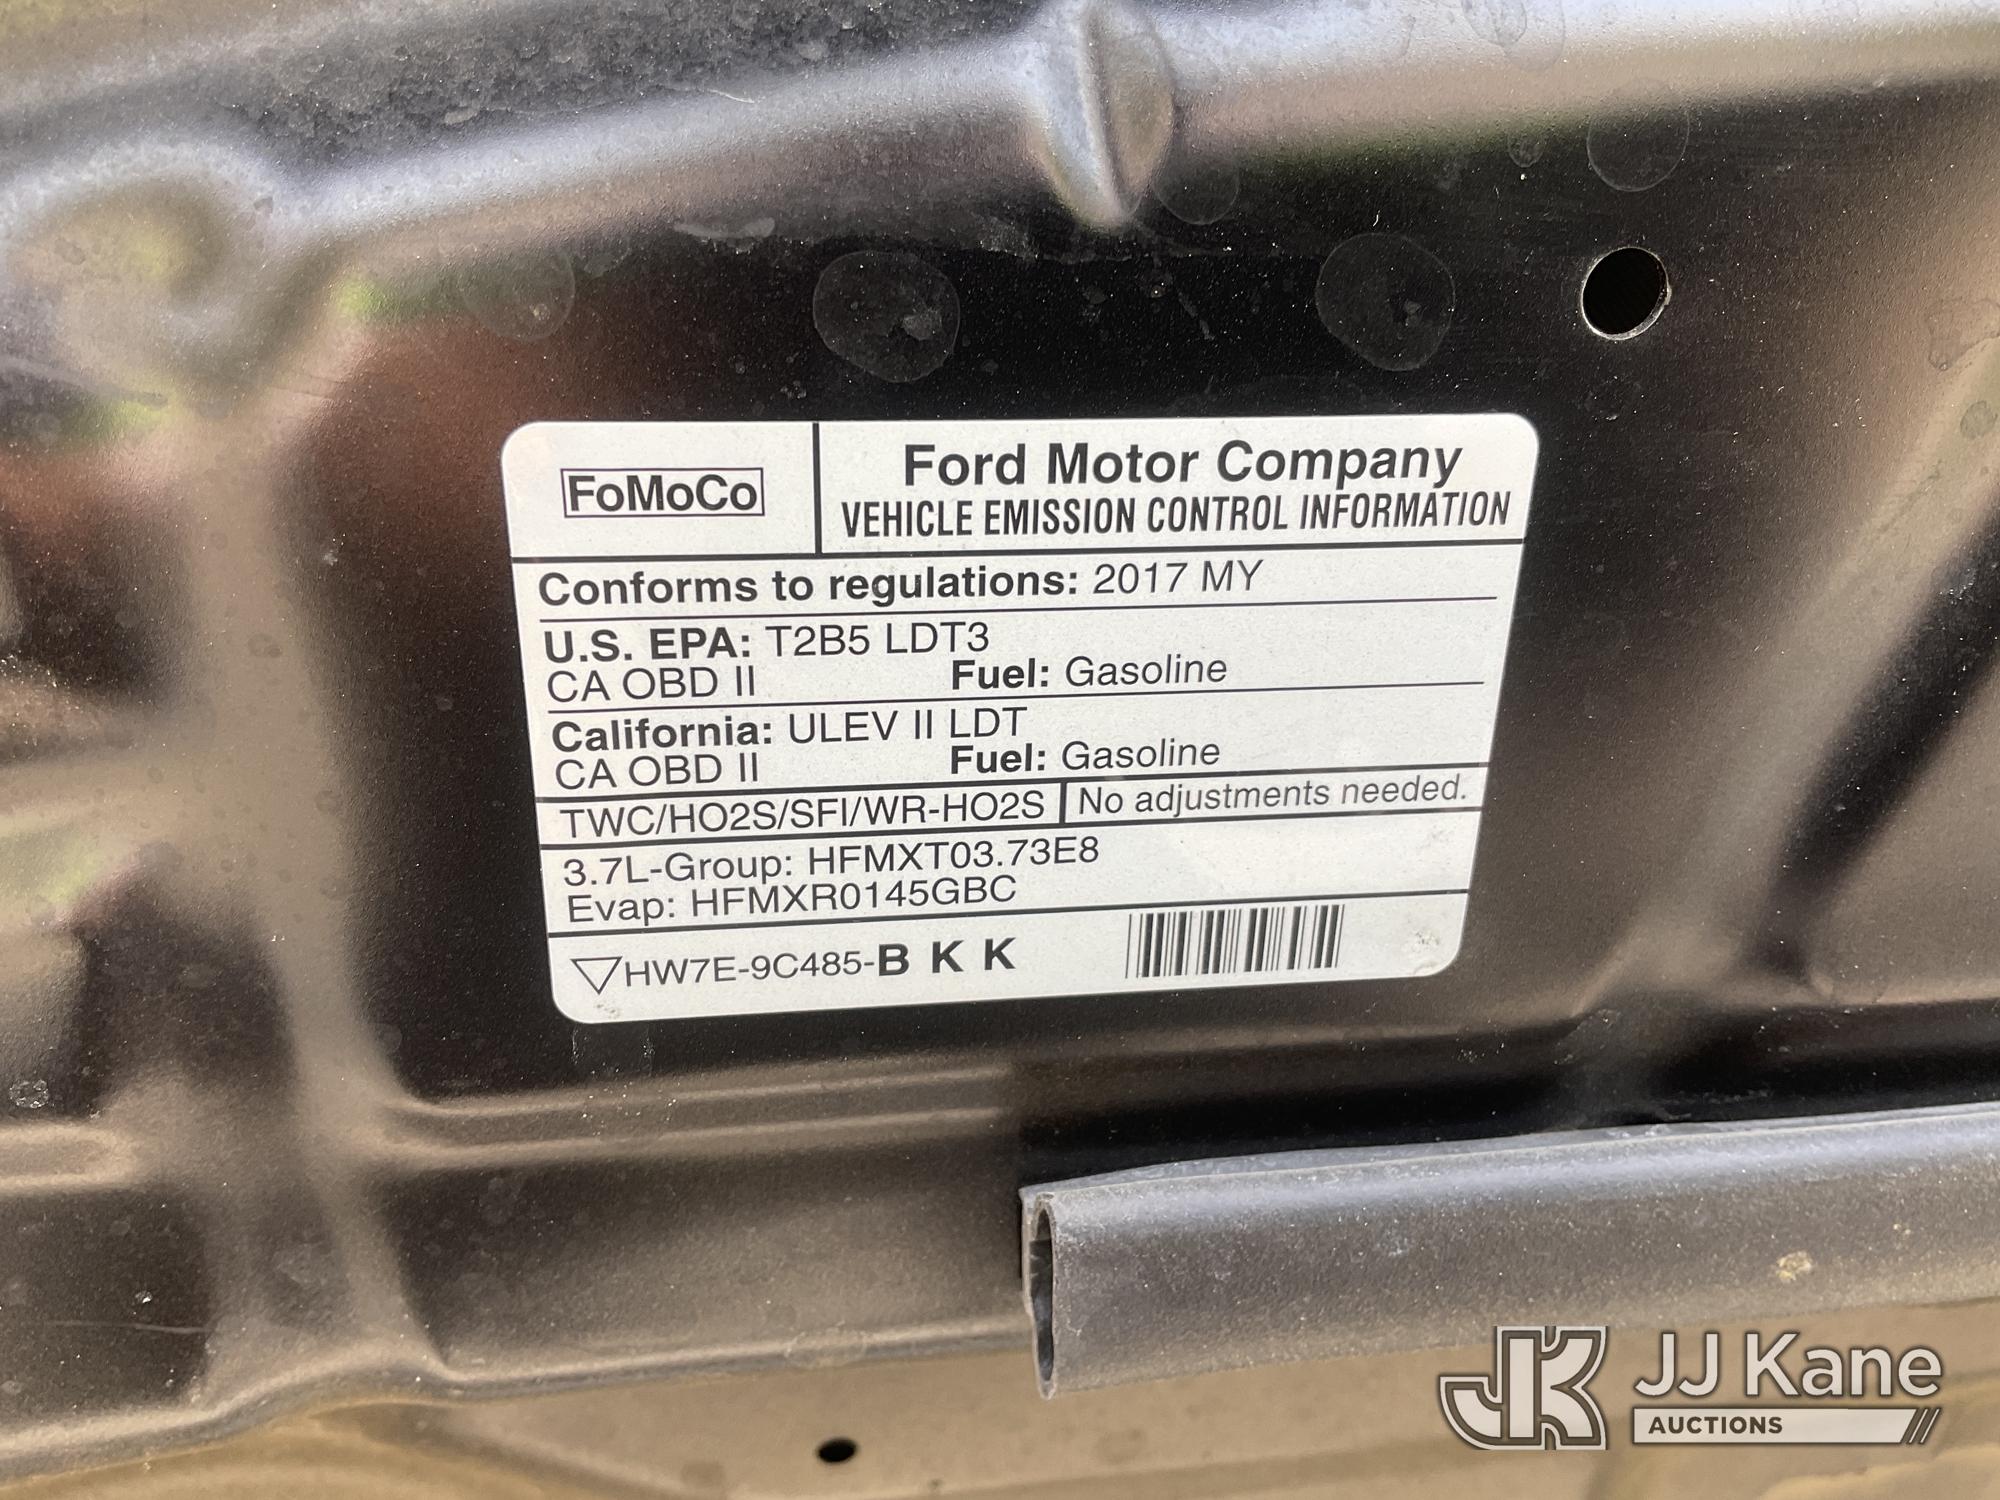 FoMoCo
Ford Motor Company
VEHICLE EMISSION CONTROL INFORMATION
Conforms to regulations: 2017 MY
U.S. EPA: T2B5 LDT3
CA OBD II Fuel: Gasoline
California: ULEV II LDT
CA OBD II Fuel: Gasoline
TWC/HO2S/SFI/WR-HO2S No adjustments needed.
3.7L-Group: HFMXT03.73E8
Evap: HFMXR0145GBC
HW7E-9C485-B K K
JK JJ Kane
AUCTIONS